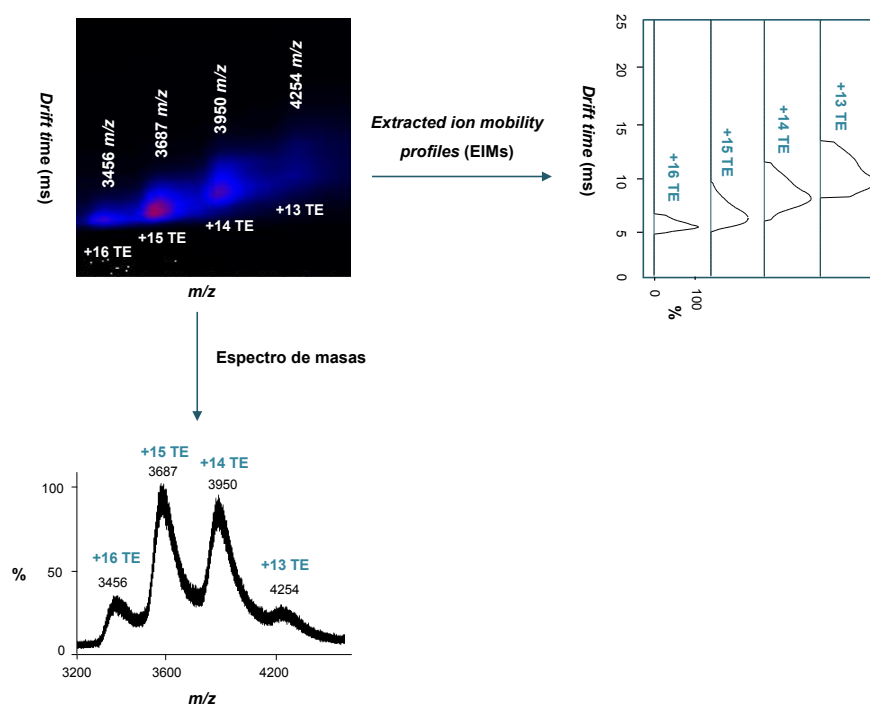 Drift time (ms)
3456 m/z
3687 m/z
3950 m/z
4254 m/z
+16 TE
+15 TE
+14 TE
+13 TE
m/z
Extracted ion mobility
profiles (EIMs)
Drift time (ms)
25
20
15
10
5
0
+16 TE
+15 TE
+14 TE
+13 TE
0
100
%
Espectro de masas
+15 TE
3687
+14 TE
3950
+16 TE
3456
+13 TE
4254
%
100
50
0
3200
3600
4200
m/z